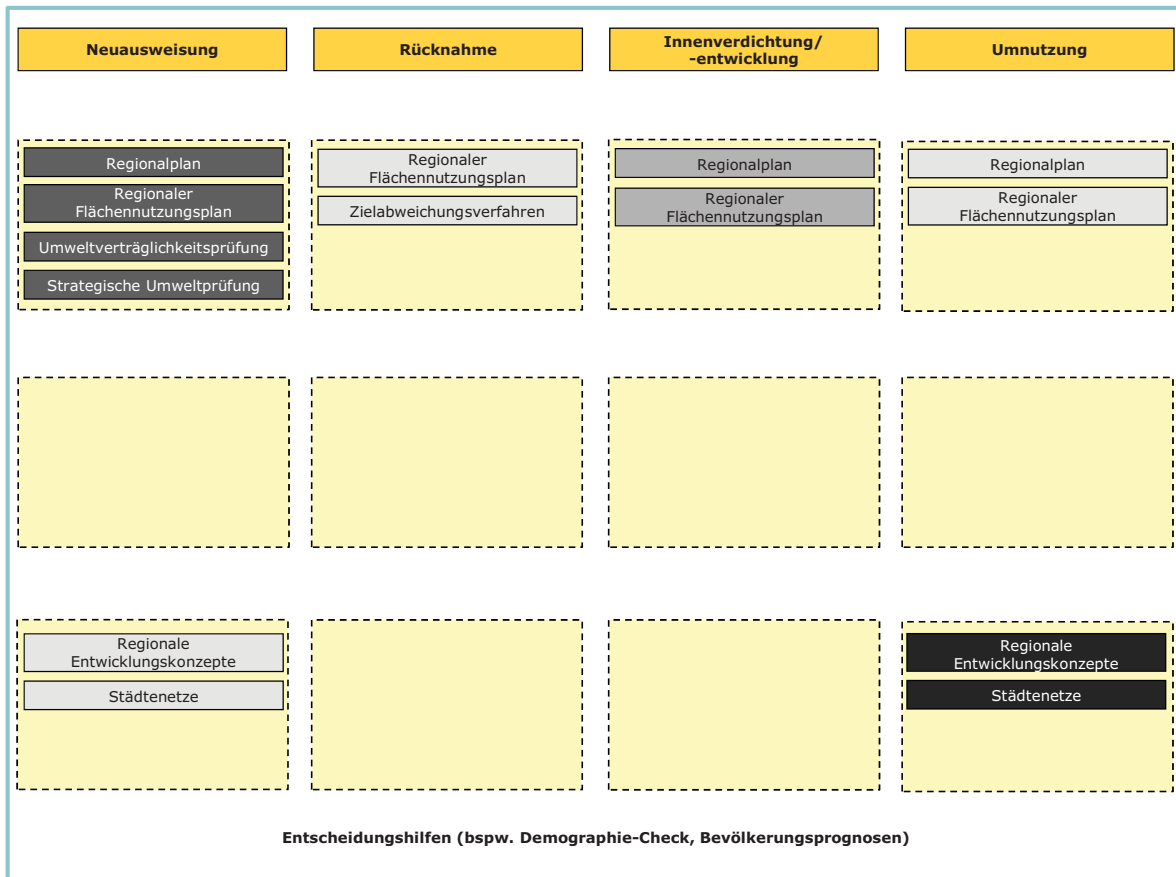 Neuausweisung
Rücknahme
Innenverdichtung/
-entwicklung
Umnutzung
Regionalplan
Regionaler
Flächennutzungsplan
Umweltverträglichkeitsprüfung
Strategische Umweltprüfung
Regionaler
Flächennutzungsplan
Zielabweichungsverfahren
Regionalplan
Regionaler
Flächennutzungsplan
Regionalplan
Regionaler
Flächennutzungsplan
Regionale
Entwicklungskonzepte
Städtenetze
Regionale
Entwicklungskonzepte
Städtenetze
Entscheidungshilfen (bspw. Demographie-Check, Bevölkerungsprognosen)